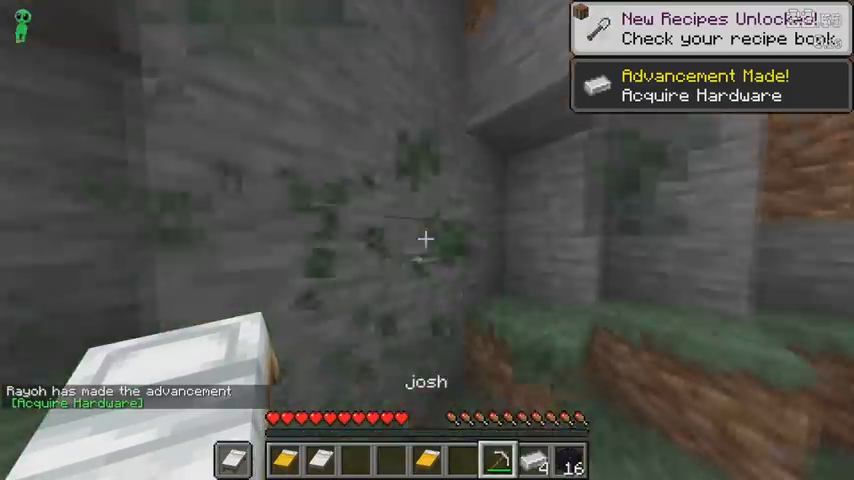 New Recipes Unlocked!
Check your recipe book
Advancement Made!
Acquire Hardware
josh
Rayoh has made the advancement
[Acquire Hardware]
4
16